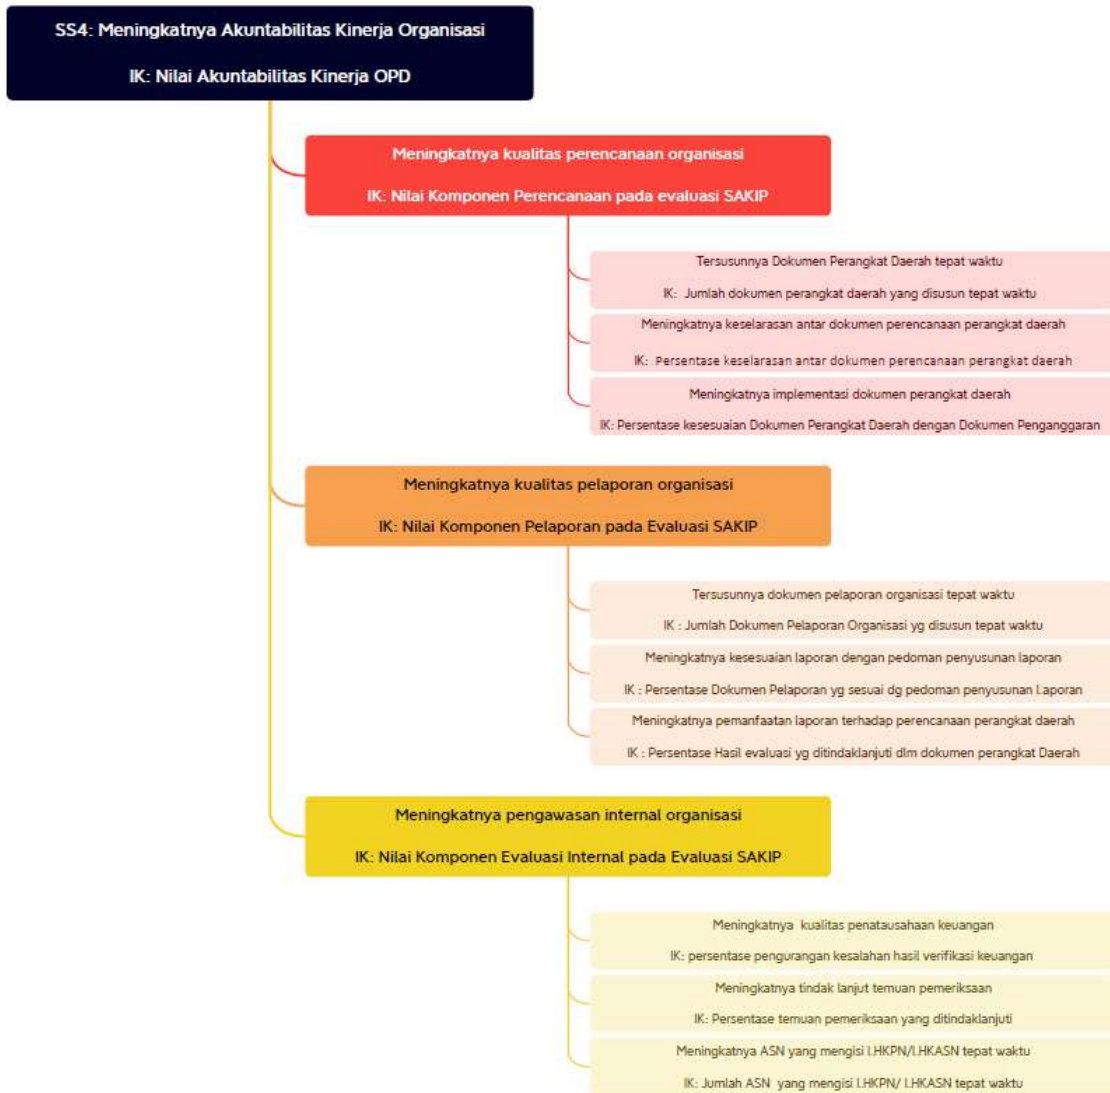 SS4: Meningkatnya Akuntabilitas Kinerja Organisasi
IK: Nilai Akuntabilitas Kinerja OPD
Meningkatnya kualitas perencanaan organisasi
IK: Nilai Komponen Perencanaan pada evaluasi SAKIP
Tersusunnya Dokumen Perangkat Daerah tepat waktu
IK: Jumlah dokumen perangkat daerah yang disusun tepat waktu
Meningkatnya keselarasan antar dokumen perencanaan perangkat daerah
IK: Persentase keselarasan antar dokumen perencanaan perangkat daerah
Meningkatnya implementasi dokumen perangkat daerah
IK: Persentase kesesuaian Dokumen Perangkat Daerah dengan Dokumen Penganggaran
Meningkatnya kualitas pelaporan organisasi
IK: Nilai Komponen Pelaporan pada Evaluasi SAKIP
Tersusunnya dokumen pelaporan organisasi tepat waktu
IK : Jumlah Dokumen Pelaporan Organisasi yg disusun tepat waktu
Meningkatnya kesesuaian laporan dengan pedoman penyusunan laporan
IK : Persentase Dokumen Pelaporan yg sesuai dg pedoman penyusunan Laporan
Meningkatnya pemanfaatan laporan terhadap perencanaan perangkat daerah
IK : Persentase Hasil evaluasi yg ditindaklanjuti dlm dokumen perangkat Daerah
Meningkatnya pengawasan internal organisasi
IK: Nilai Komponen Evaluasi Internal pada Evaluasi SAKIP
Meningkatnya kualitas penatausahaan keuangan
IK: persentase pengurangan kesalahan hasil verifikasi keuangan
Meningkatnya tindak lanjut temuan pemeriksaan
IK: Persentase temuan pemeriksaan yang ditindaklanjuti
Meningkatnya ASN yang mengisi LHKPN/LHKASN tepat waktu
IK: Jumlah ASN yang mengisi LHKPN/ LHKASN tepat waktu